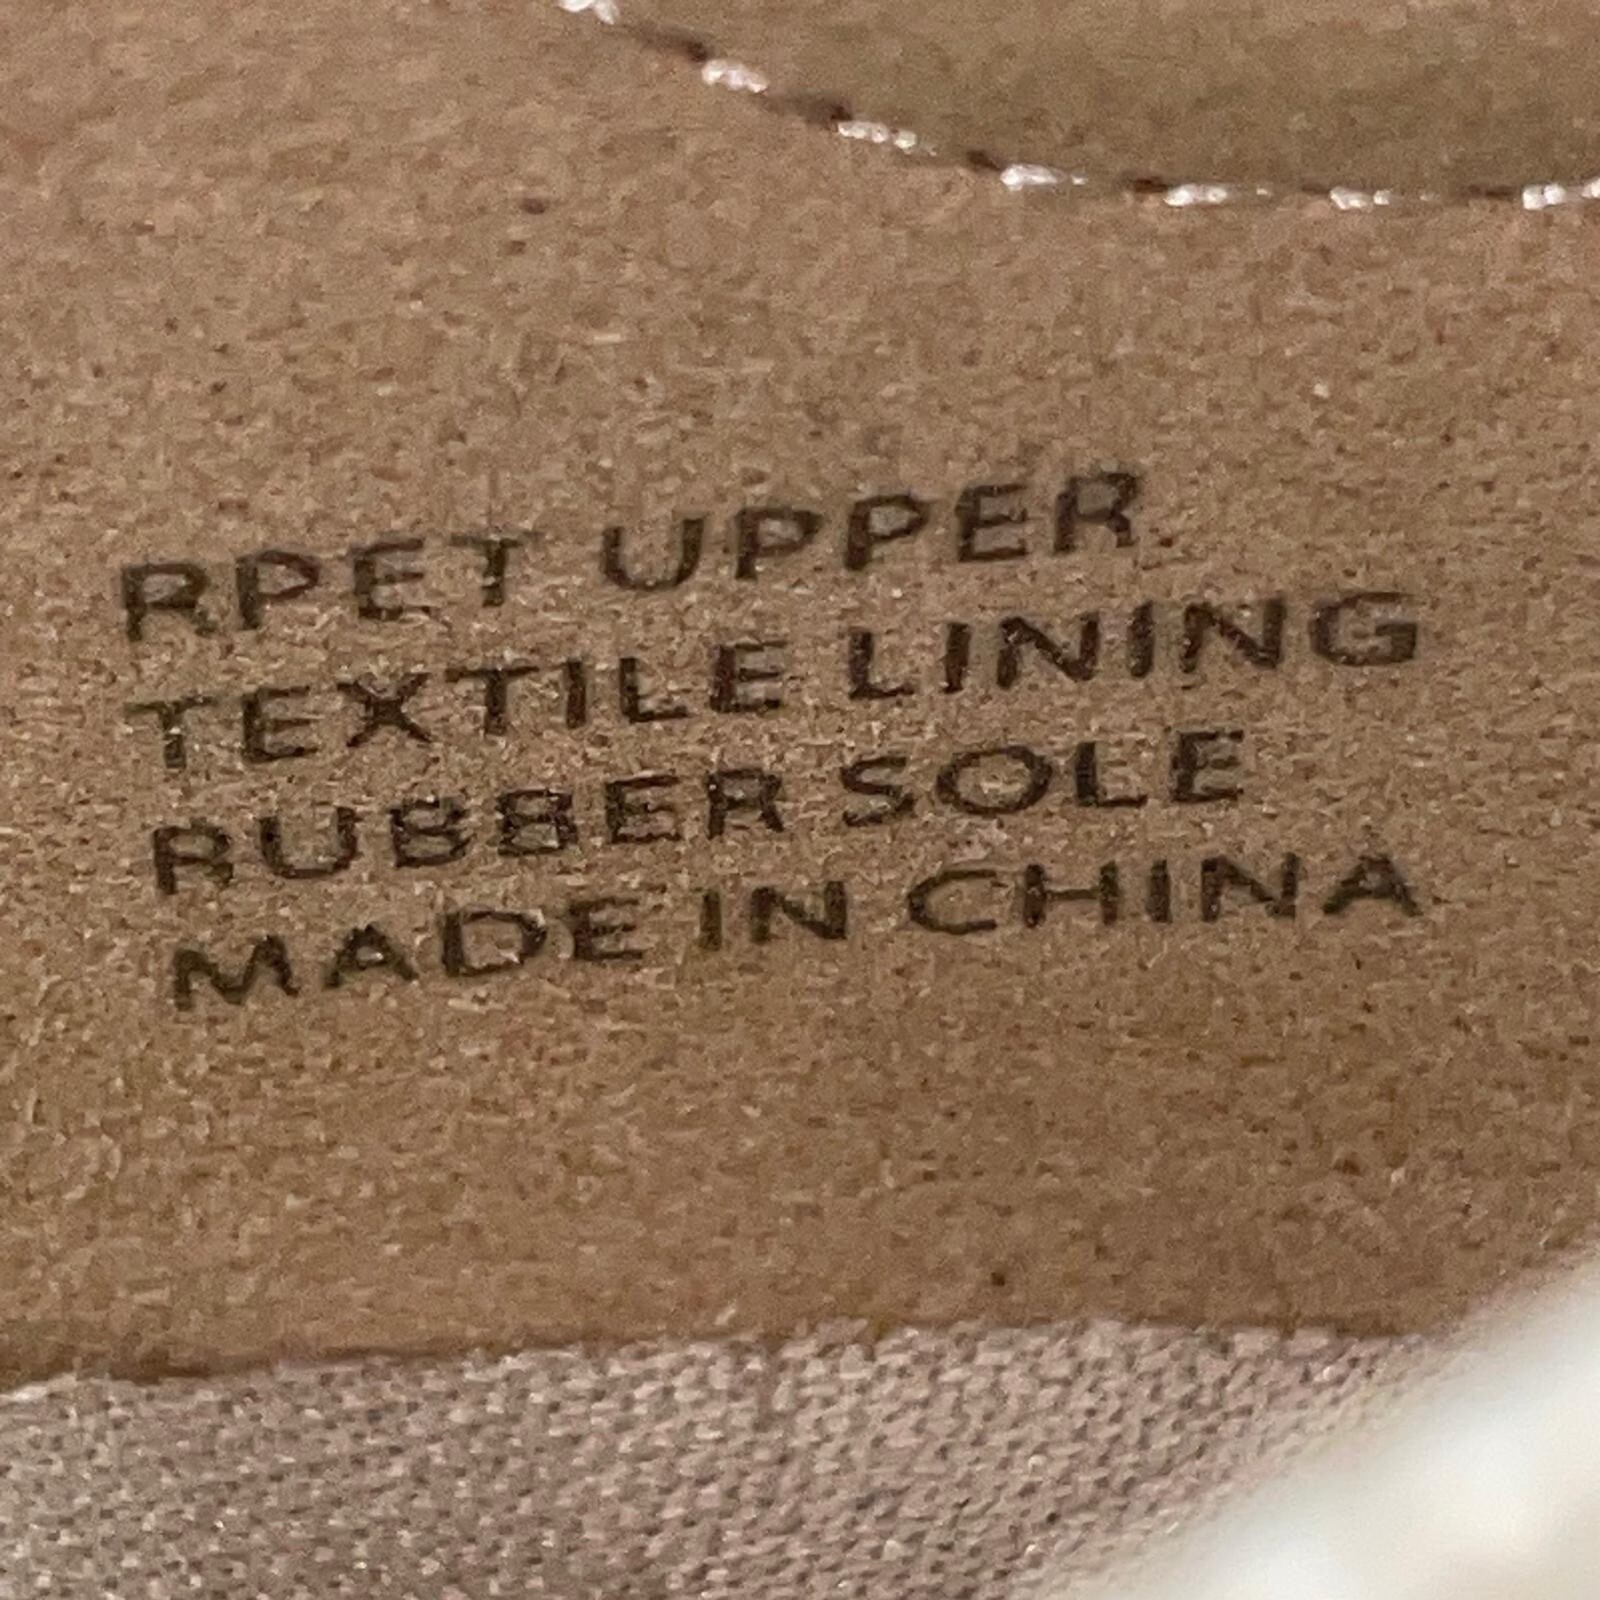 RPET UPPER
TEXTILE LINING
RUBBER SOLE
MADE IN CHINA